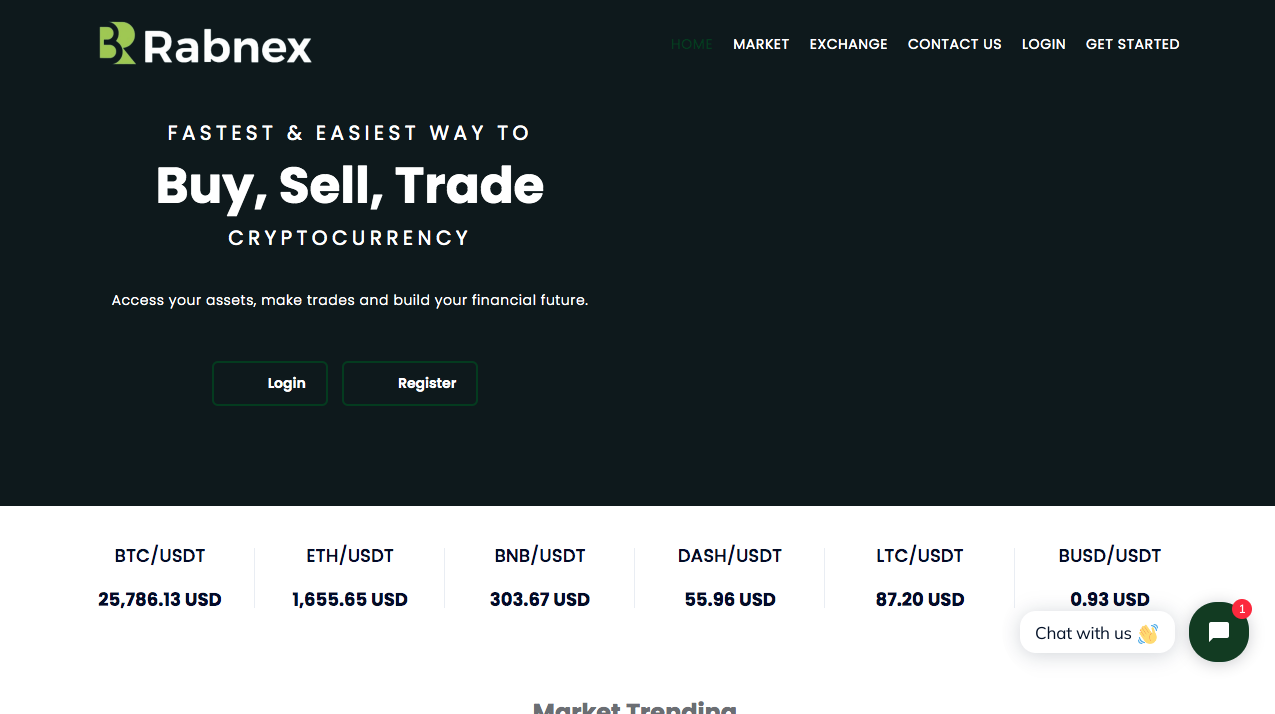 Rabnex
HOME MARKET EXCHANGE CONTACT US LOGIN GET STARTED
FASTEST & EASIEST WAY TO
Buy, Sell, Trade
CRYPTOCURRENCY
Access your assets, make trades and build your financial future.
Login Register
BTC/USDT ETH/USDT BNB/USDT DASH/USDT LTC/USDT BUSD/USDT
25,786.13 USD 1,655.65 USD 303.67 USD 55.96 USD 87.20 USD 0.93 USD
1
Chat with us 👋
Market Trending